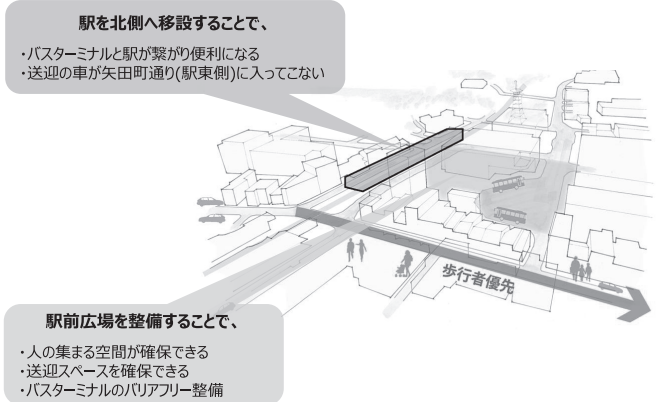 駅を北側へ移設することで、
・バスターミナルと駅が繋がり便利になる
・送迎の車が矢田町通り(駅東側)に入ってこない
歩行者優先
駅前広場を整備することで、
・人の集まる空間が確保できる
・送迎スペースを確保できる
・バスターミナルのバリアフリー整備